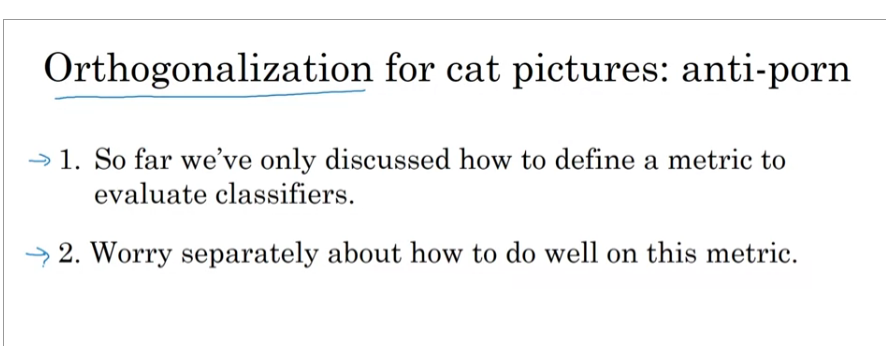 Orthogonalization for cat pictures: anti-porn
1. So far we've only discussed how to define a metric to
evaluate classifiers.
2. Worry separately about how to do well on this metric.